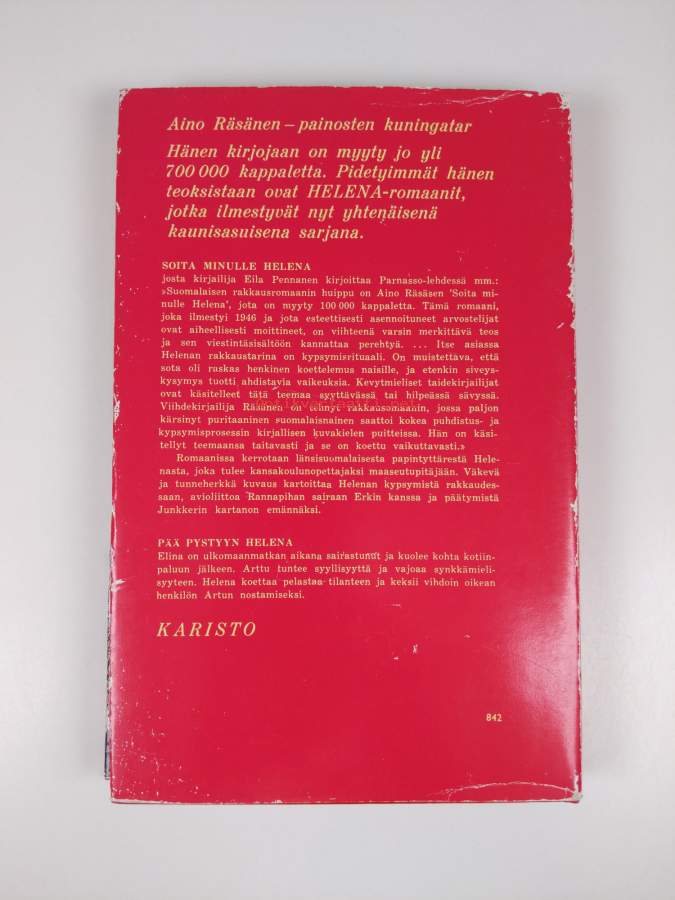 Aino Räsänen – painosten kuningatar
Hänen kirjojaan on myyty jo yli
700 000 kappaletta. Pidetyimmät hänen
teoksistaan ovat HELENA-romaanit,
jotka ilmestyvät nyt yhtenäisenä
kaunisasuisena sarjana.
SOITA MINULLE HELENA
josta kirjailija Eila Pennanen kirjoittaa Parnasso-lehdessä mm.:
»Suomalaisen rakkausromaanin huippu on Aino Räsäsen 'Soita mi-
nulle Helena', jota on myyty 100 000 kappaletta. Tämä romaani,
joka ilmestyi 1946 ja jota esteettisesti asennoituneet arvostelijat
ovat aiheellisesti moittineet, on viihteenä varsin merkittävä teos
ja sen viestintäsisältöön kannattaa perehtyä. ... Itse asiassa
Helenan rakkaustarina on kypsymisrituaali. On muistettava, että
sota oli raskas henkinen koettelemus naisille, ja etenkin siveys-
kysymys tuotti ahdistavia vaikeuksia. Kevytmieliset taidekirjailijat
ovat käsitelleet tätä teemaa syyttävässä tai hilpeässä sävyssä.
Viihdekirjailija Räsänen on tehnyt rakkausromaanin, jossa paljon
kärsinyt puritaaninen suomalaisnainen saattoi kokea puhdistus- ja
kypsymisprosessin kirjallisen kuvakielen puitteissa. Hän on käsi-
tellyt teemaansa taitavasti ja se on koettu vaikuttavasti.»
Romaanissa kerrotaan länsisuomalaisesta papintyttärestä Hele-
nasta, joka tulee kansakoulunopettajaksi maaseutupitäjään. Väkevä
ja tunneherkkä kuvaus kartoittaa Helenan kypsymistä rakkaudes-
saan, avioliittoa Rannapihan sairaan Erkin kanssa ja päätymistä
Junkkerin kartanon emännäksi.
PÄÄ PYSTYYN HELENA
Elina on ulkomaanmatkan aikana sairastunut ja kuolee kohta kotiin-
paluun jälkeen. Arttu tuntee syyllisyyttä ja vajoaa synkkämieli-
syyteen. Helena koettaa pelastaa tilanteen ja keksii vihdoin oikean
henkilön Artun nostamiseksi.
KARISTO
842